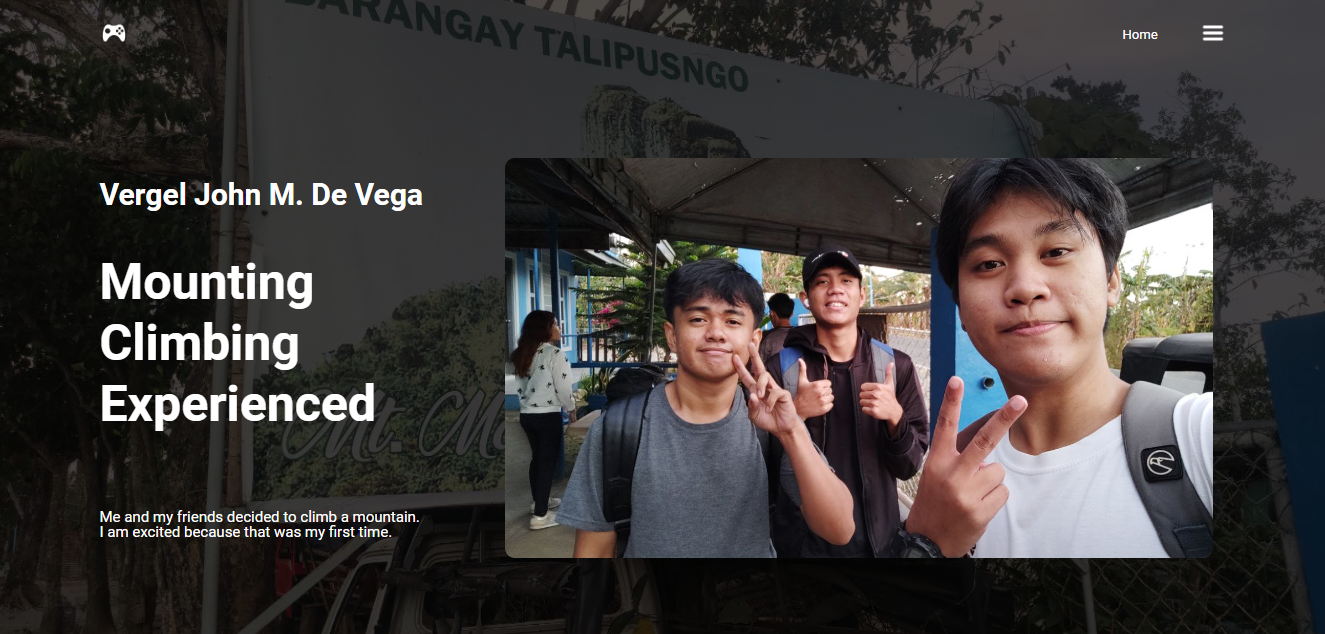 BARANGAY TALIPUSNGO
Home
Vergel John M. De Vega
Mounting
Climbing
Experienced
Mt.
Me and my friends decided to climb a mountain.
I am excited because that was my first time.